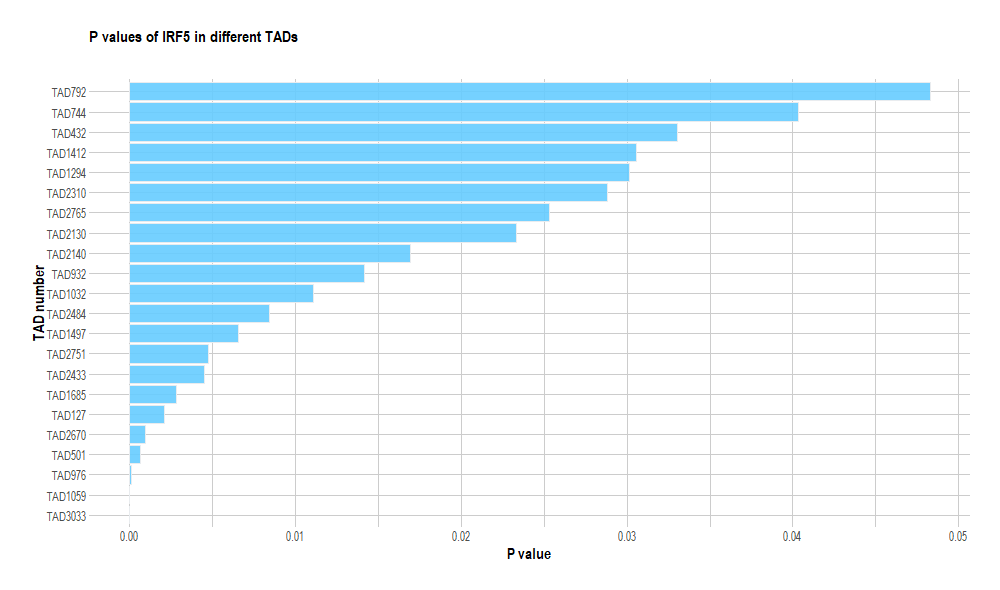 P values of IRF5 in different TADs
TAD792
TAD744
TAD432
TAD1412
TAD1294
TAD2310
TAD2765
TAD2130
TAD2140
TAD932
TAD1032
TAD2484
TAD1497
TAD2751
TAD2433
TAD1685
TAD127
TAD2670
TAD501
TAD976
TAD1059
TAD3033
TAD number
0.00 0.01 0.02 0.03 0.04 0.05
P value